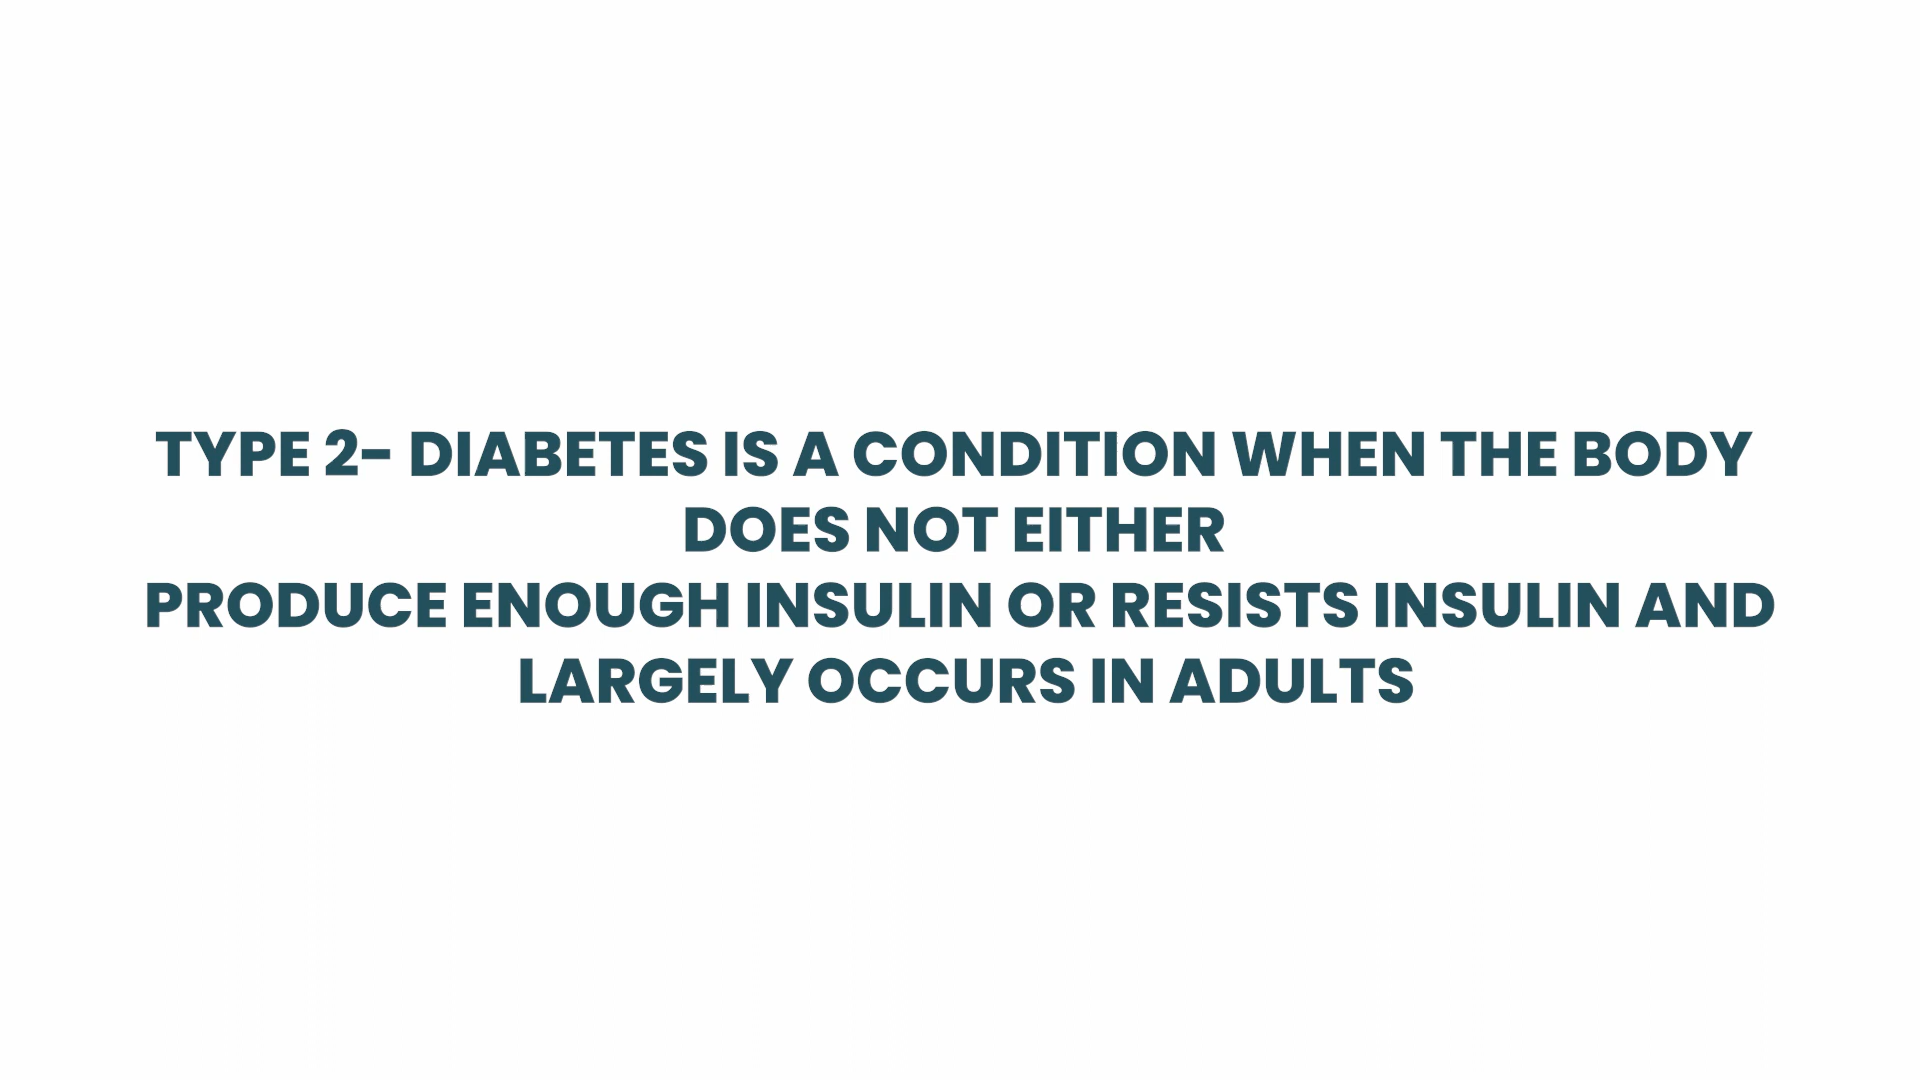 TYPE 2- DIABETES IS A CONDITION WHEN THE BODY
DOES NOT EITHER
PRODUCE ENOUGH INSULIN OR RESISTS INSULIN AND
LARGELY OCCURS IN ADULTS